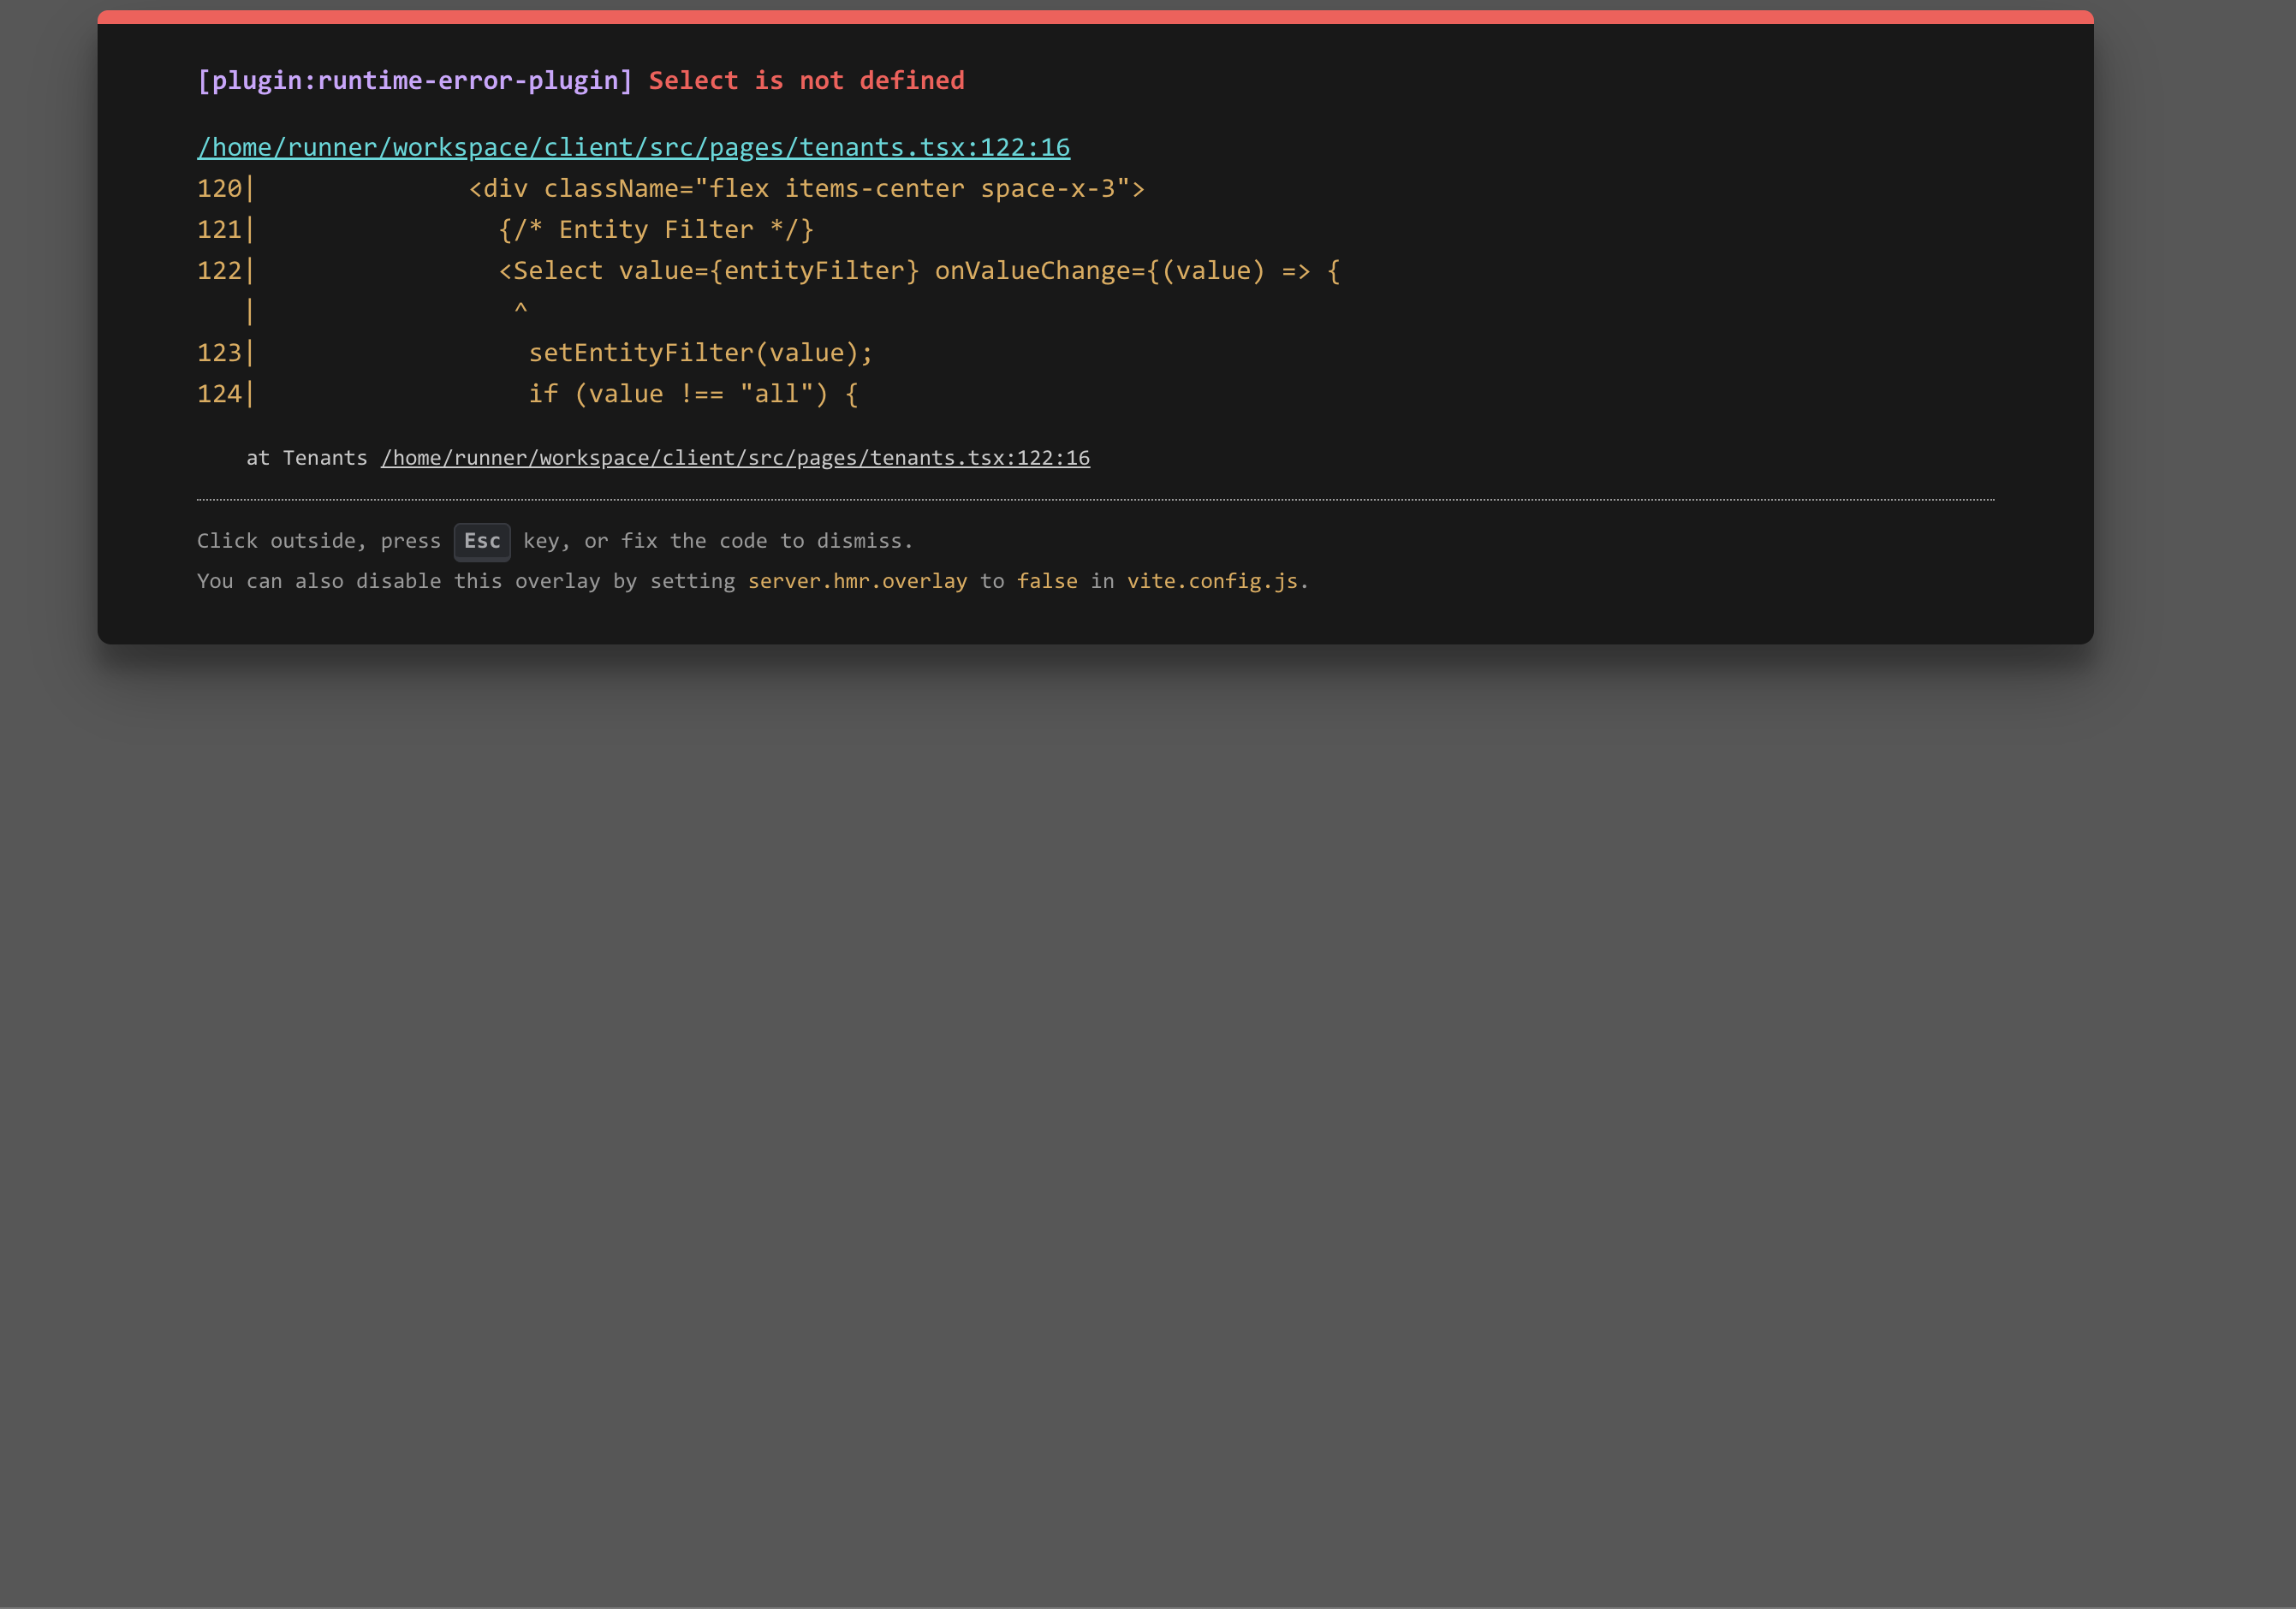 [plugin:runtime-error-plugin] Select is not defined
/home/runner/workspace/client/src/pages/tenants.tsx:122:16
120|              <div className="flex items-center space-x-3">
121|                {/* Entity Filter */}
122|                <Select value={entityFilter} onValueChange={(value) => {
   |                 ^
123|                  setEntityFilter(value);
124|                  if (value !== "all") {
    at Tenants /home/runner/workspace/client/src/pages/tenants.tsx:122:16
Click outside, press Esc key, or fix the code to dismiss.
You can also disable this overlay by setting server.hmr.overlay to false in vite.config.js.